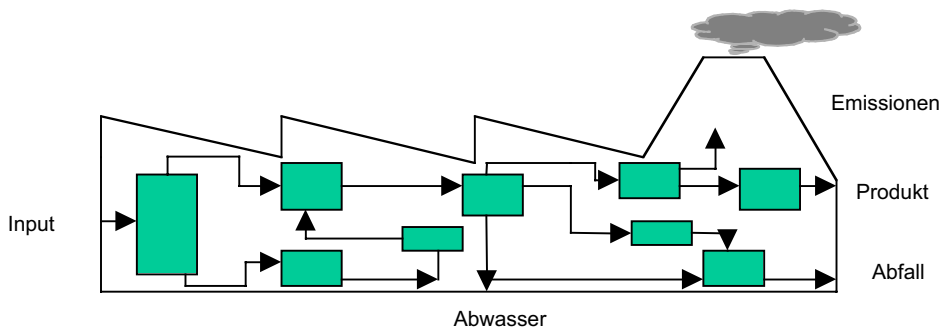 Emissionen
Produkt
Input
Abfall
Abwasser